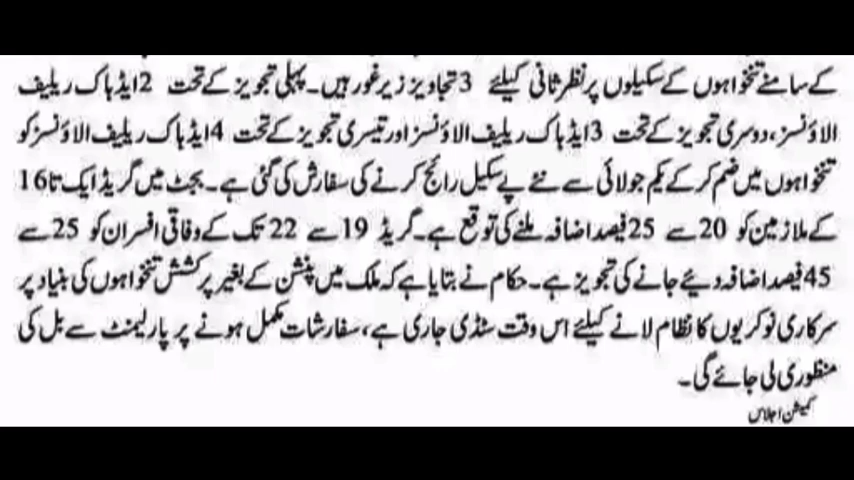 کے سامنے تنخواہوں کے سکیلوں پر نظر ثانی کیلئے 3 تجاویز زیر غور ہیں۔ پہلی تجویز کے تحت 2 ایڈہاک ریلیف
الاؤنسز، دوسری تجویز کے تحت 3 ایڈہاک ریلیف الاؤنسز اور تیسری تجویز کے تحت 4 ایڈہاک ریلیف الاؤنسز کو
تنخواہوں میں ضم کر کے یکم جولائی سے نئے پے سکیل رائج کرنے کی سفارش کی گئی ہے۔ بجٹ میں گریڈ ایک تا 16
کے ملازمین کو 20 سے 25 فیصد اضافہ ملنے کی توقع ہے۔ گریڈ 19 سے 22 تک کے وفاقی افسران کو 25 سے
45 فیصد اضافہ دیئے جانے کی تجویز ہے۔ حکام نے بتایا ہے کہ ملک میں پنشن کے بغیر پرکشش تنخواہوں کی بنیاد پر
سرکاری نوکریوں کا نظام لانے کیلئے اس وقت سٹڈی جاری ہے، سفارشات مکمل ہونے پر پارلیمنٹ سے بل کی
منظوری لی جائے گی۔
کمیشن اجلاس